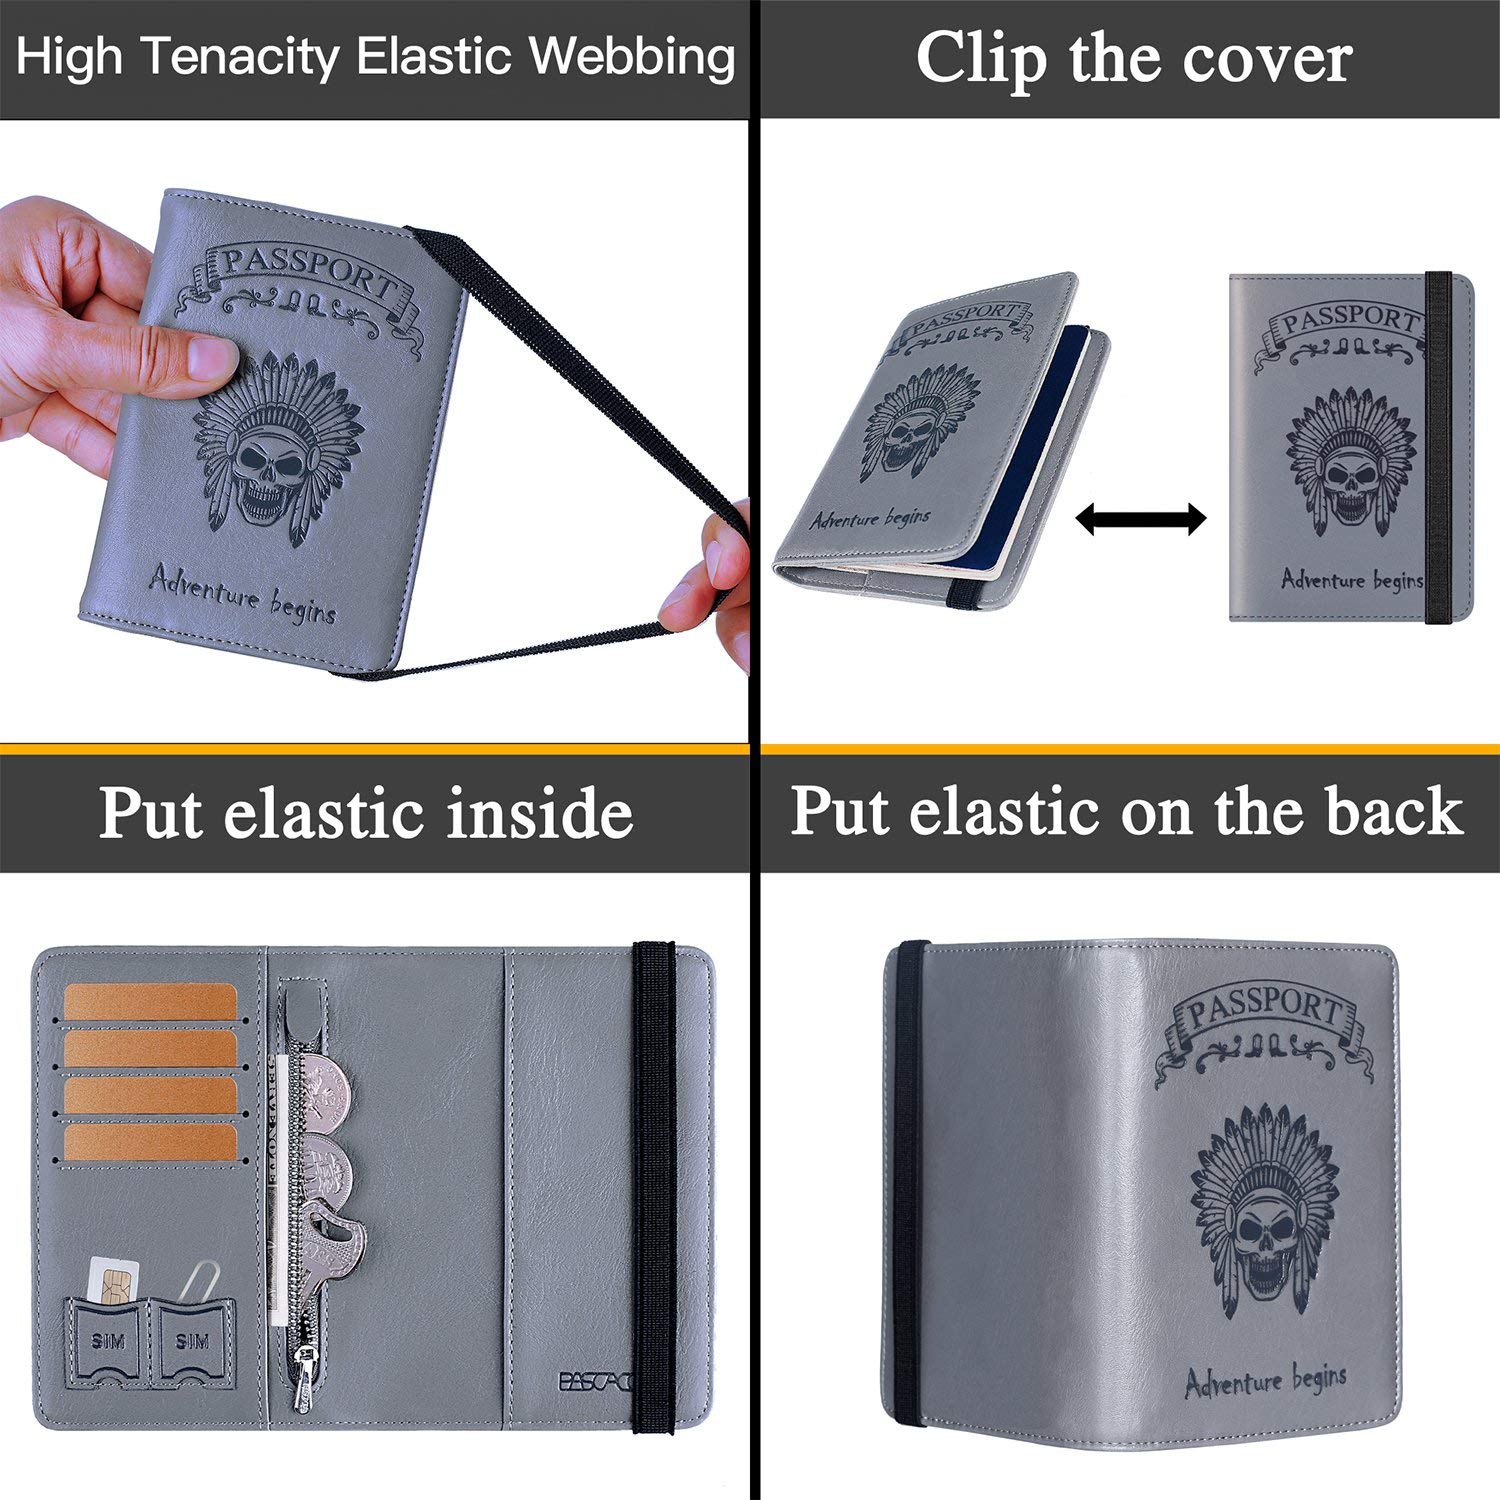 High Tenacity Elastic Webbing
PASSPORT
Adventure begins
Clip the cover
PASSPORT
Adventure begins
PASSPORT
Adventure begins
Put elastic inside
SIM
SIM
Put elastic on the back
PASSPORT
Adventure begins